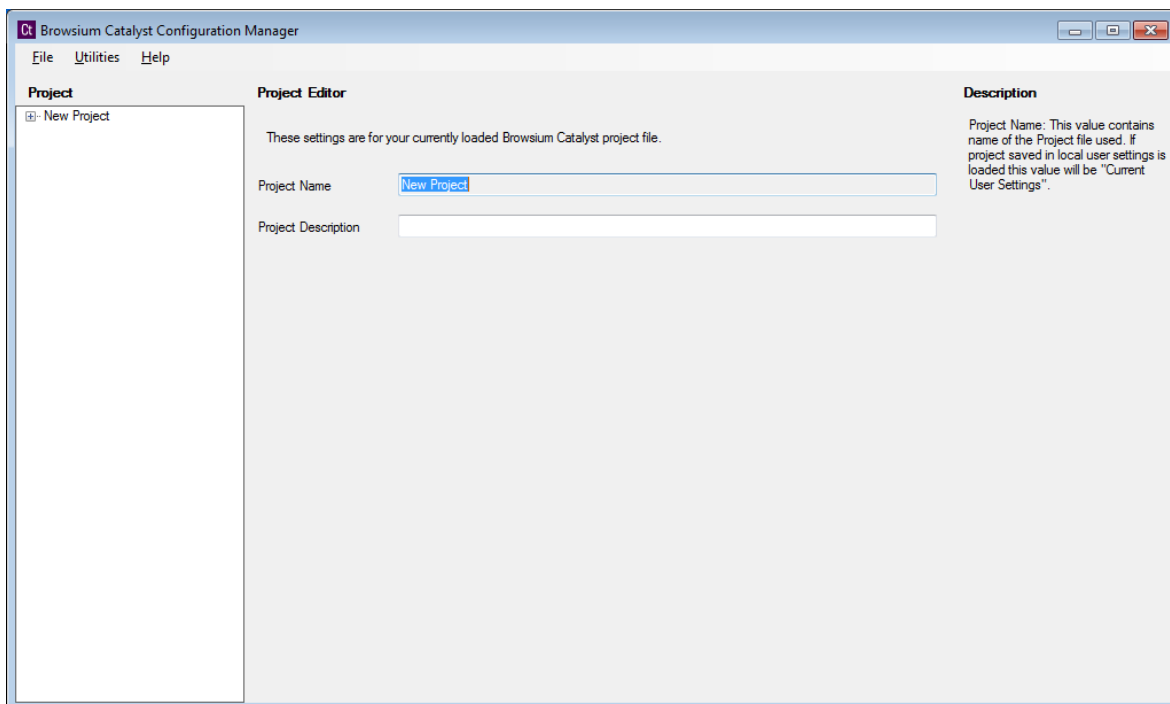 Ct Browsium Catalyst Configuration Manager
File Utilities Help
Project
New Project
Project Editor
These settings are for your currently loaded Browsium Catalyst project file.
Project Name New Project
Project Description
Description
Project Name: This value contains
name of the Project file used. If
project saved in local user settings is
loaded this value will be "Current
User Settings".